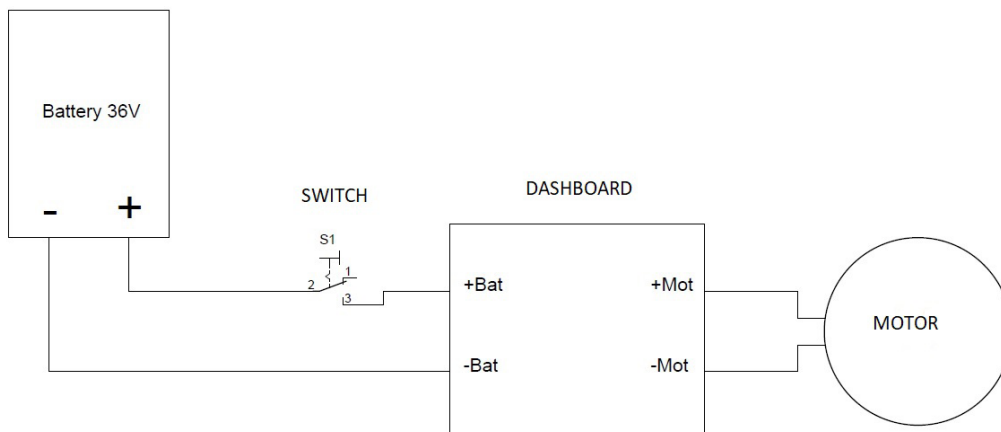 Battery 36V
- +
SWITCH
DASHBOARD
S1
1
2
3
+Bat
+Mot
MOTOR
-Bat
-Mot